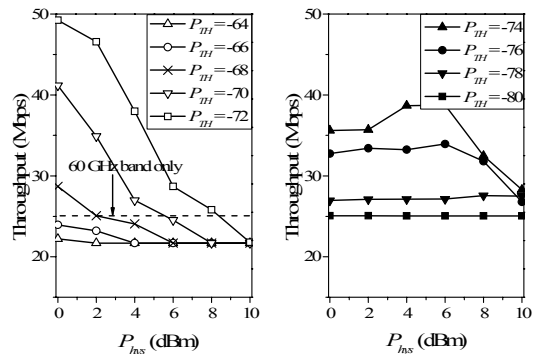 P_TH=-64
P_TH=-66
P_TH=-68
P_TH=-70
P_TH=-72
60 GHz band only
50
40
30
20
Throughput (Mbps)
0 2 4 6 8 10
P_hys (dBm)
P_TH=-74
P_TH=-76
P_TH=-78
P_TH=-80
50
40
30
20
Throughput (Mbps)
0 2 4 6 8 10
P_hys (dBm)